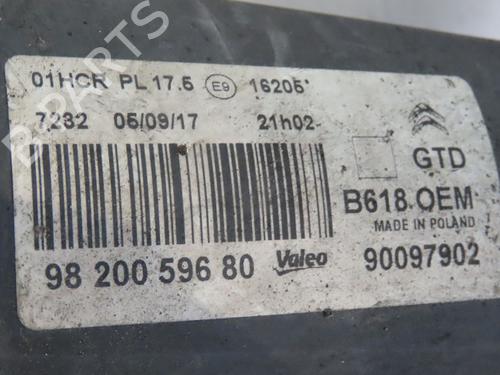 01HCR PL 17.5 E9 16205*
7232 05/09/17 21h02
GTD
B618.OEM
MADE IN POLAND
98 200 596 80 Valeo 90097902